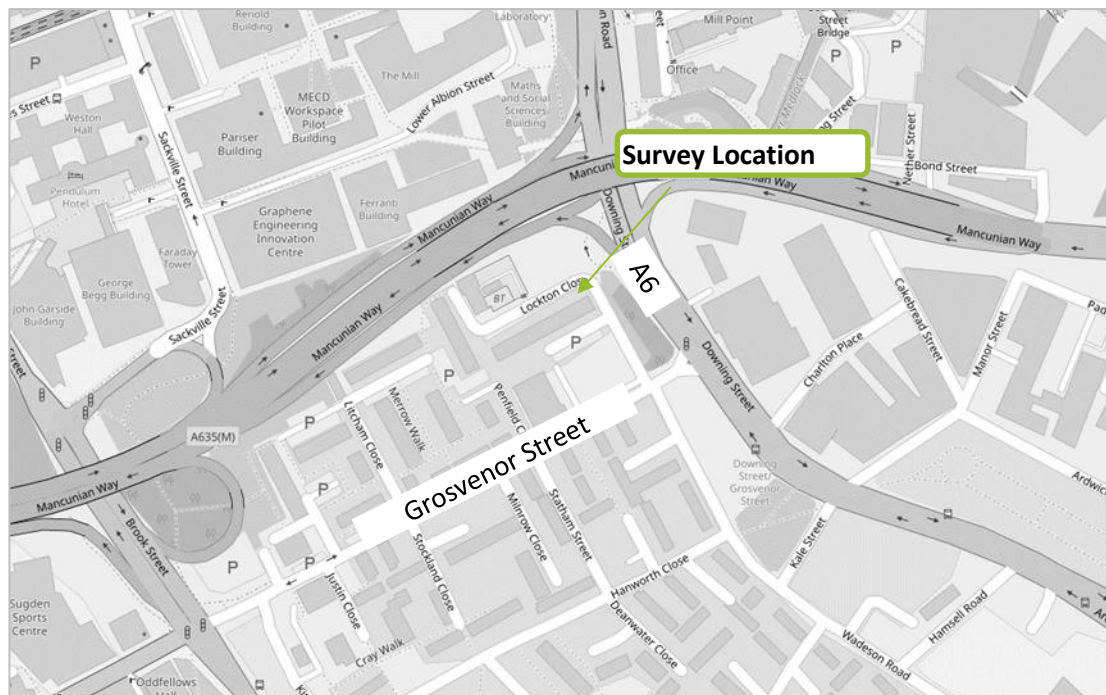 Renold
Building
Laboratory
on Road
Mill Point
Street
Bridge
P
P
Office
The Mill
Lower Albion Street
Maths
and Social
Sciences
Building
MECD
Workspace
Pilot
Building
Weston
Hall
Pariser
Building
Sackville Street
Pendulum
Hotel
Survey Location
Nether Street
Bond Street
Mancunian Way
Mancunian Way
Mancunian Way
Graphene
Engineering
Innovation
Centre
Ferranti
Building
Faraday
Tower
George
Begg Building
John Garside
Building
Sackville Street
Mancunian Way
A6
BT
Lockton Close
P
Cakebread Street
Manor Street
Charlton Place
Downing Street
Litcham Close
Merrow Walk
P
P
P
P
P
A635(M)
Mancunian Way
Brook Street
Grosvenor Street
Milnrow Close
Statham Street
Stockland Close
Justin Close
Downing
Street/
Grosvenor
Street
Kale Street
Hanworth Close
Deanwater Close
Cray Walk
Wadeson Road
Hamsell Road
Sugden
Sports
Centre
Oddfellows